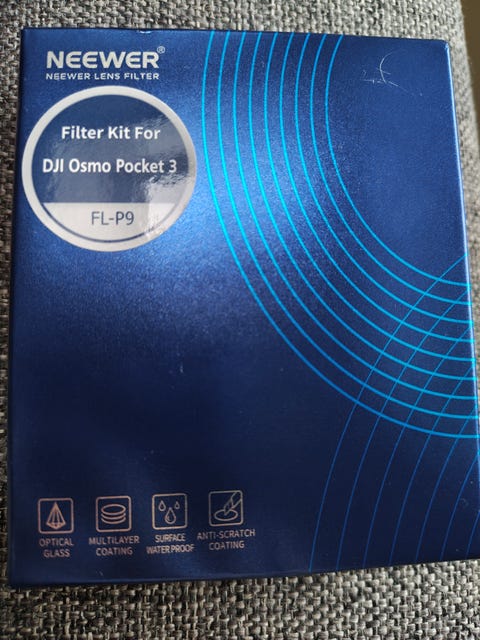 NEEWER®
NEEWER LENS FILTER
Filter Kit For
DJI Osmo Pocket 3
FL-P9
OPTICAL
GLASS
MULTILAYER
COATING
SURFACE
WATERPROOF
ANTI-SCRATCH
COATING